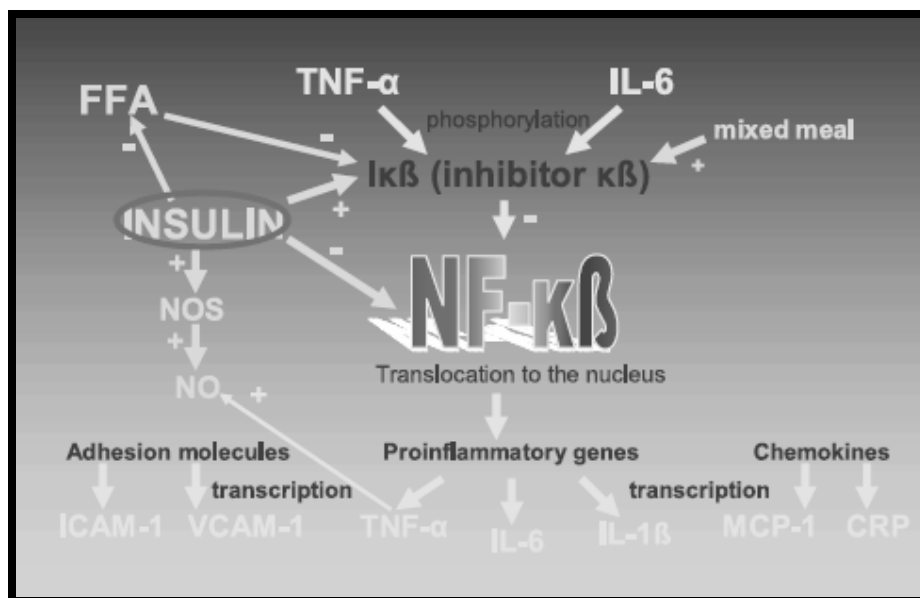 TNF-α
IL-6
FFA
phosphorylation
mixed meal
-
-
Iκß (inhibitor κß)
+
INSULIN
+
-
-
+
NOS
NF-κß
+
Translocation to the nucleus
NO
+
Adhesion molecules
Proinflammatory genes
Chemokines
transcription
transcription
ICAM-1
VCAM-1
TNF-α
IL-6
IL-1ß
MCP-1
CRP